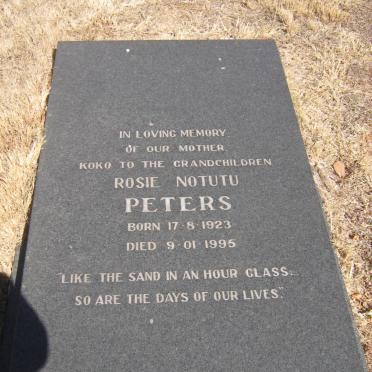 IN LOVING MEMORY
OF OUR MOTHER
KOKO TO THE GRANDCHILDREN
ROSIE NOTUTU
PETERS
BORN 17-8-1923
DIED 9-01-1995
"LIKE THE SAND IN AN HOUR GLASS..
SO ARE THE DAYS OF OUR LIVES."